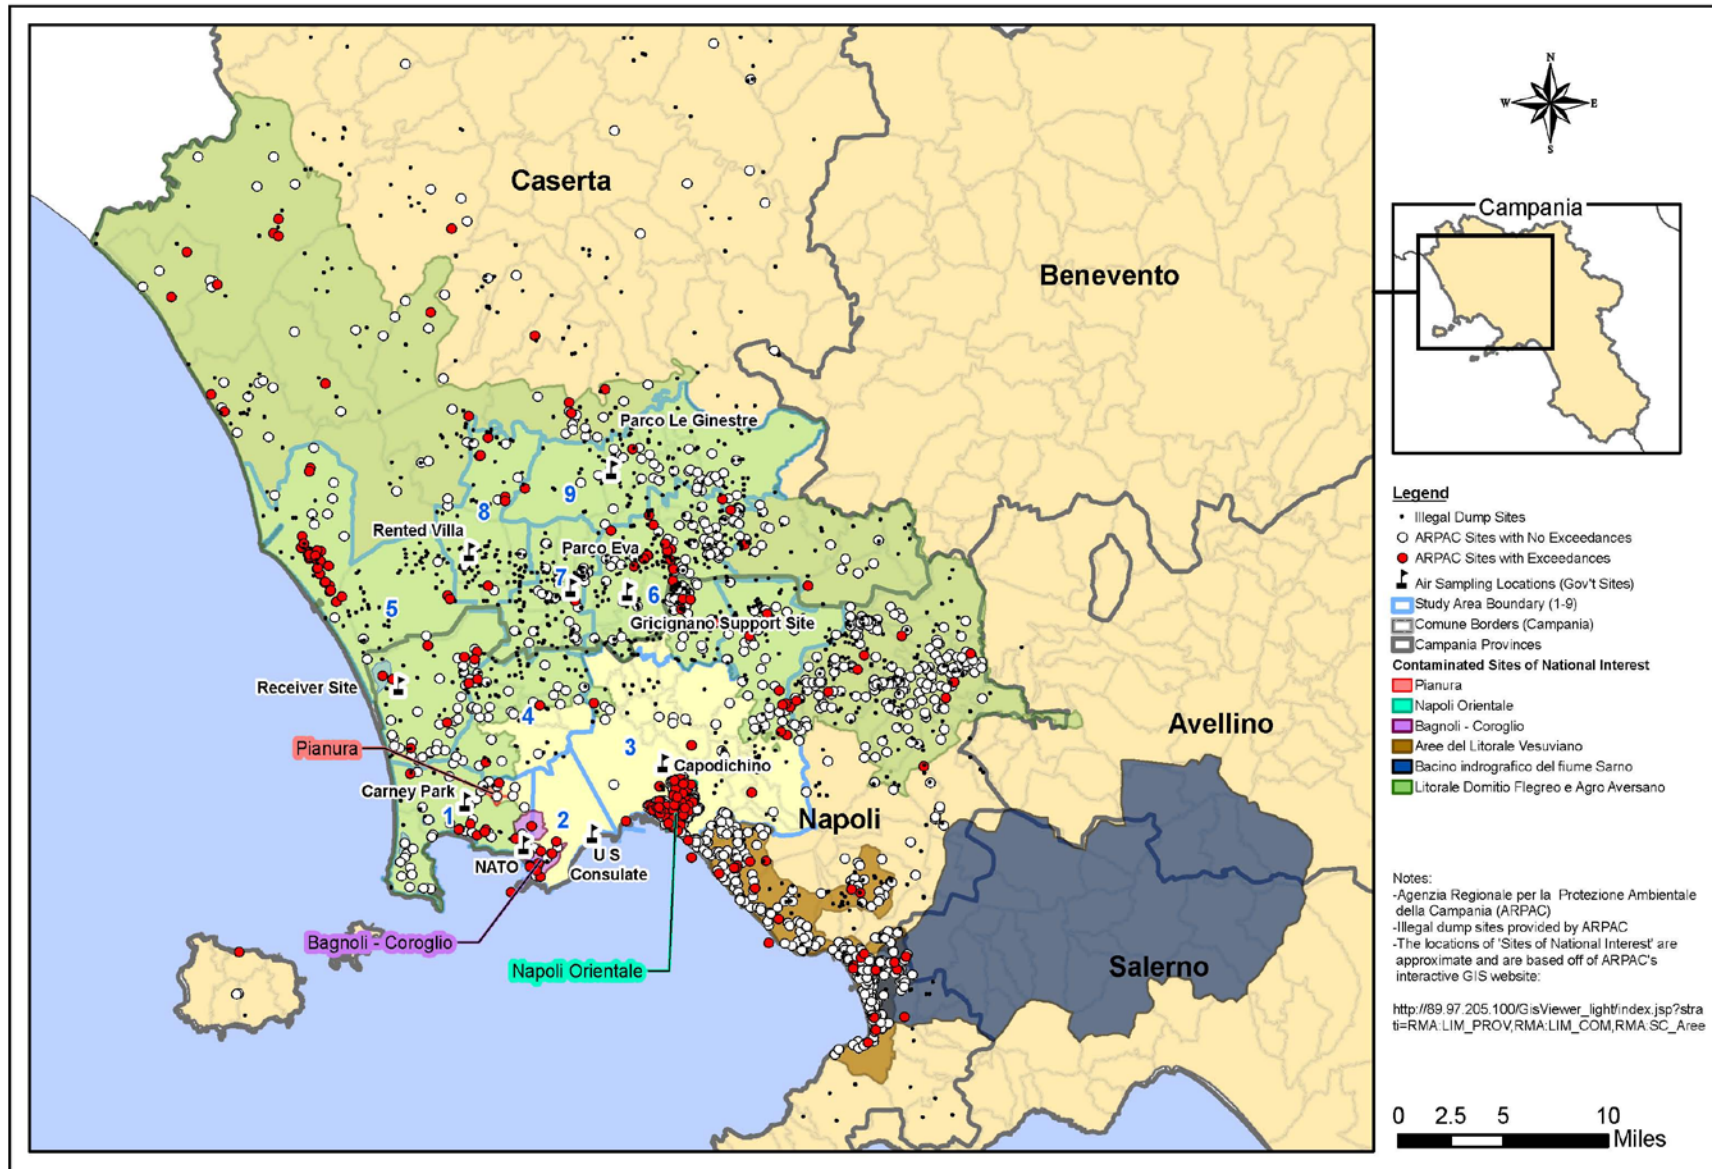 N
W
E
S
Campania
Caserta
Benevento
Parco Le Ginestre
9
8
Rented Villa
Parco Eva
7
5
6
Gricignano Support Site
Receiver Site
4
Avellino
3
Pianura
Capodichino
Carney Park
1
2
Napoli
U S
NATO
Consulate
Bagnoli - Coroglio
Napoli Orientale
Salerno
Legend
Illegal Dump Sites
ARPAC Sites with No Exceedances
ARPAC Sites with Exceedances
Air Sampling Locations (Gov't Sites)
Study Area Boundary (1-9)
Comune Borders (Campania)
Campania Provinces
Contaminated Sites of National Interest
Pianura
Napoli Orientale
Bagnoli - Coroglio
Aree del Litorale Vesuviano
Bacino indrografico del fiume Sarno
Litorale Domitio Flegreo e Agro Aversano
Notes:
-Agenzia Regionale per la Protezione Ambientale
della Campania (ARPAC)
-Illegal dump sites provided by ARPAC
-The locations of 'Sites of National Interest' are
approximate and are based off of ARPAC's
interactive GIS website:
http://89.97.205.100/GisViewer_light/index.jsp?stra
ti=RMA:LIM_PROV,RMA:LIM_COM,RMA:SC_Aree
0 2.5 5 10
Miles